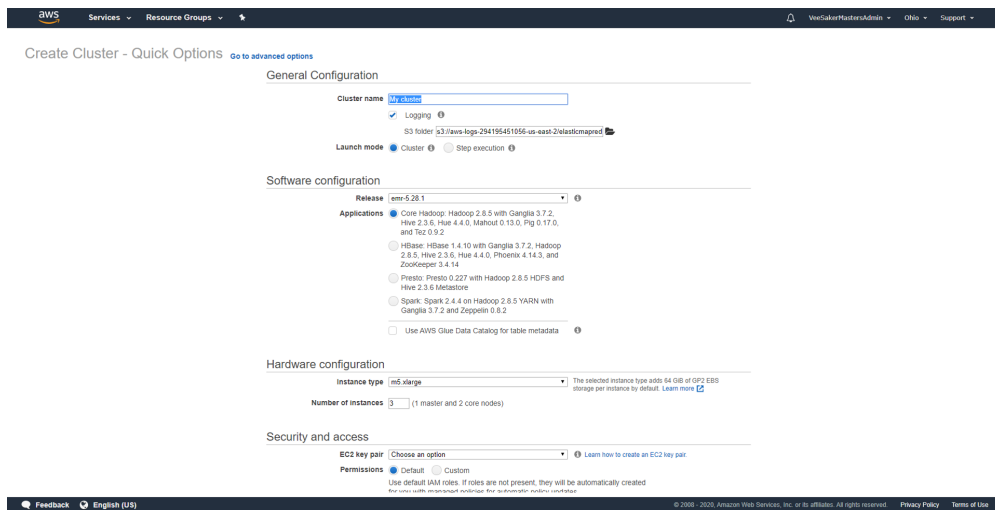 aws Services Resource Groups VeeSakerMastersAdmin Ohio Support
Create Cluster - Quick Options Go to advanced options
General Configuration
Cluster name My cluster
Logging
S3 folder s3://aws-logs-294195451056-us-east-2/elasticmapred
Launch mode Cluster Step execution
Software configuration
Release emr-5.28.1
Applications Core Hadoop: Hadoop 2.8.5 with Ganglia 3.7.2,
Hive 2.3.6, Hue 4.4.0, Mahout 0.13.0, Pig 0.17.0,
and Tez 0.9.2
HBase: HBase 1.4.10 with Ganglia 3.7.2, Hadoop
2.8.5, Hive 2.3.6, Hue 4.4.0, Phoenix 4.14.3, and
ZooKeeper 3.4.14
Presto: Presto 0.227 with Hadoop 2.8.5 HDFS and
Hive 2.3.6 Metastore
Spark: Spark 2.4.4 on Hadoop 2.8.5 YARN with
Ganglia 3.7.2 and Zeppelin 0.8.2
Use AWS Glue Data Catalog for table metadata
Hardware configuration
Instance type m5.xlarge
The selected instance type adds 64 GiB of GP2 EBS
storage per instance by default. Learn more
Number of instances 3 (1 master and 2 core nodes)
Security and access
EC2 key pair Choose an option Learn how to create an EC2 key pair.
Permissions Default Custom
Use default IAM roles. If roles are not present, they will be automatically created
for you with managed policies for automatic policy updates
Feedback English (US) © 2008 - 2020, Amazon Web Services, Inc. or its affiliates. All rights reserved. Privacy Policy Terms of Use